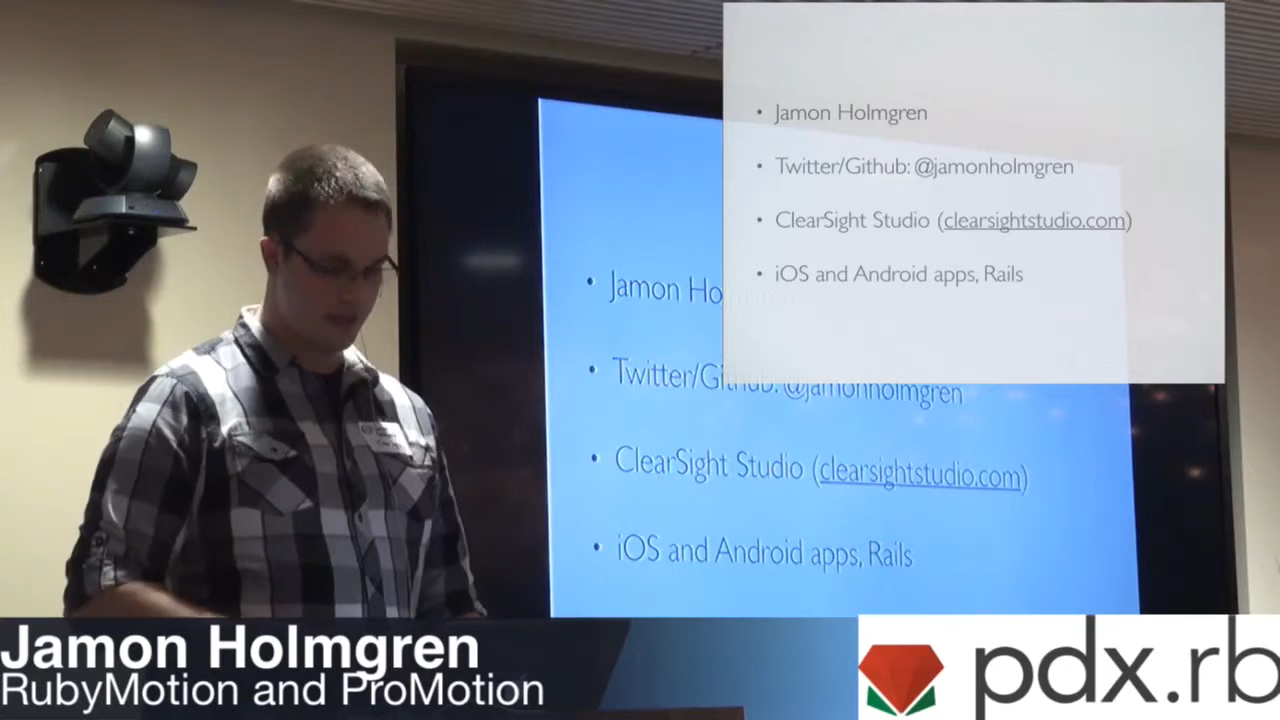 • Jamon Holmgren
• Twitter/Github: @jamonholmgren
• ClearSight Studio (clearsightstudio.com)
• iOS and Android apps, Rails
• Jamon Ho
• Twitter/Github: @jamonholmgren
• ClearSight Studio (clearsightstudio.com)
• iOS and Android apps, Rails
Jamon Holmgren
RubyMotion and ProMotion
pdx.rb